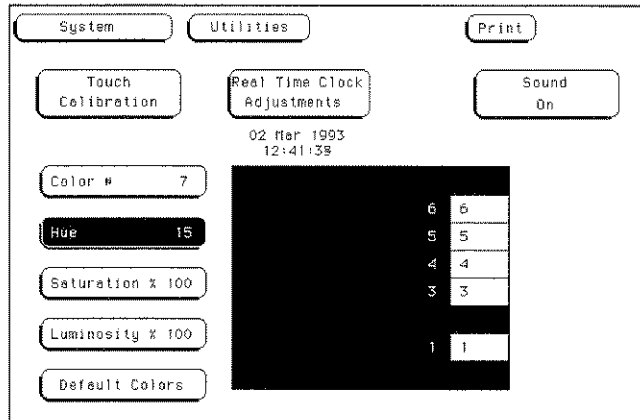 System Utilities Print
Touch Calibration
Real Time Clock Adjustments
Sound On
02 Mar 1993
12:41:38
Color # 7
Hue 15
Saturation % 100
Luminosity % 100
Default Colors
6 6
5 5
4 4
3 3
1 1